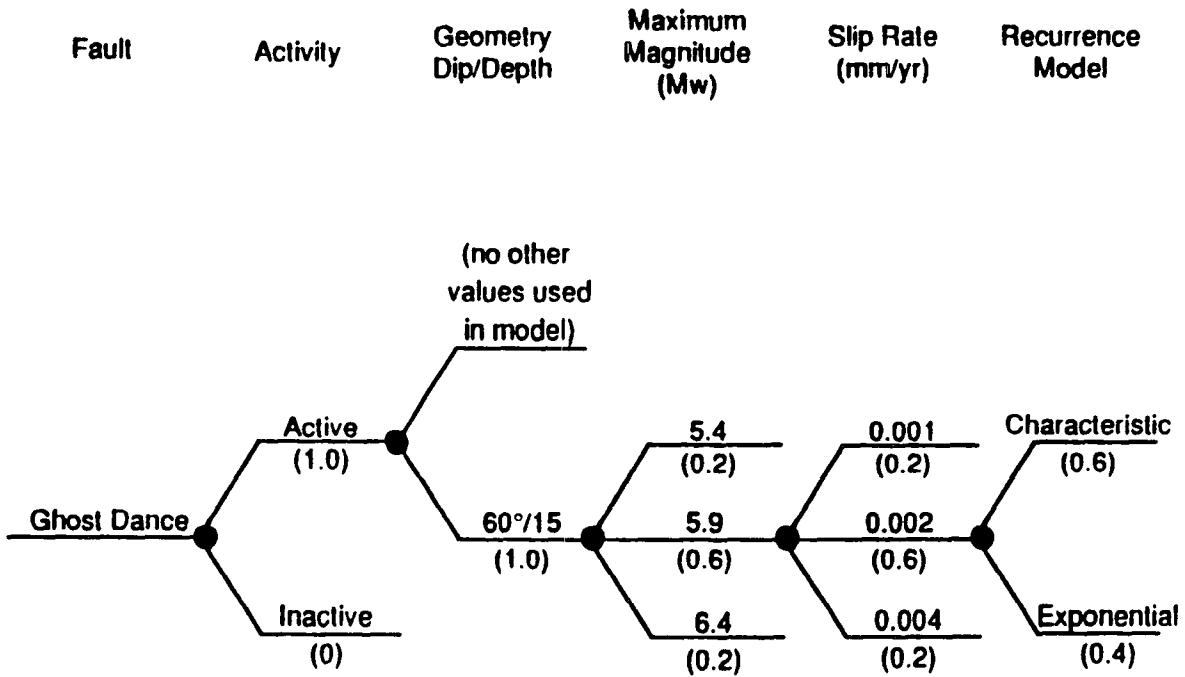 Fault
Activity
Geometry
Dip/Depth
Maximum
Magnitude
(Mw)
Slip Rate
(mm/yr)
Recurrence
Model
(no other
values used
in model)
Active
(1.0)
Ghost Dance
Inactive
(0)
60°/15
(1.0)
5.4
(0.2)
5.9
(0.6)
6.4
(0.2)
0.001
(0.2)
0.002
(0.6)
0.004
(0.2)
Characteristic
(0.6)
Exponential
(0.4)